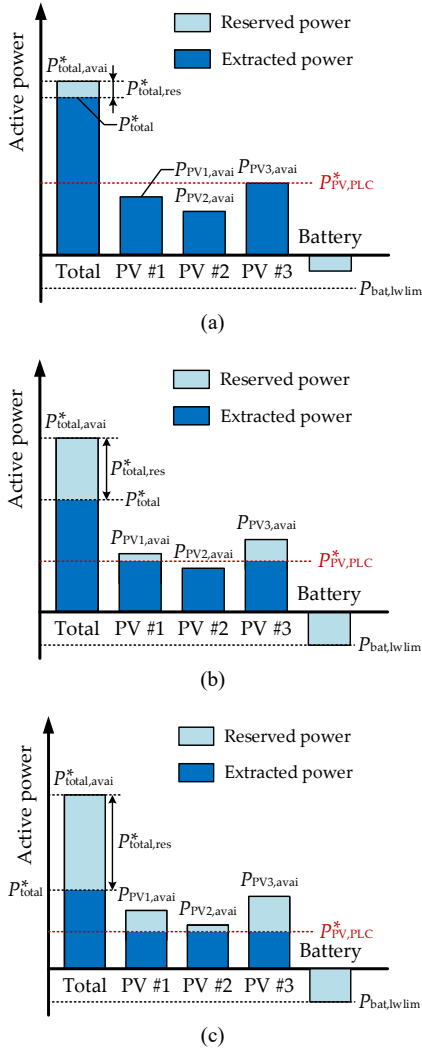 Active power
Reserved power
Extracted power
P*total,avai
P*total,res
P*total
PPV1,avai
PPV2,avai
PPV3,avai
P*PV,PLC
Battery
Total PV #1 PV #2 PV #3
Pbat,lwlim
(a)
Active power
Reserved power
Extracted power
P*total,avai
P*total,res
P*total
PPV1,avai
PPV2,avai
PPV3,avai
P*PV,PLC
Battery
Total PV #1 PV #2 PV #3
Pbat,lwlim
(b)
Active power
Reserved power
Extracted power
P*total,avai
P*total,res
P*total
PPV1,avai
PPV2,avai
PPV3,avai
P*PV,PLC
Battery
Total PV #1 PV #2 PV #3
Pbat,lwlim
(c)